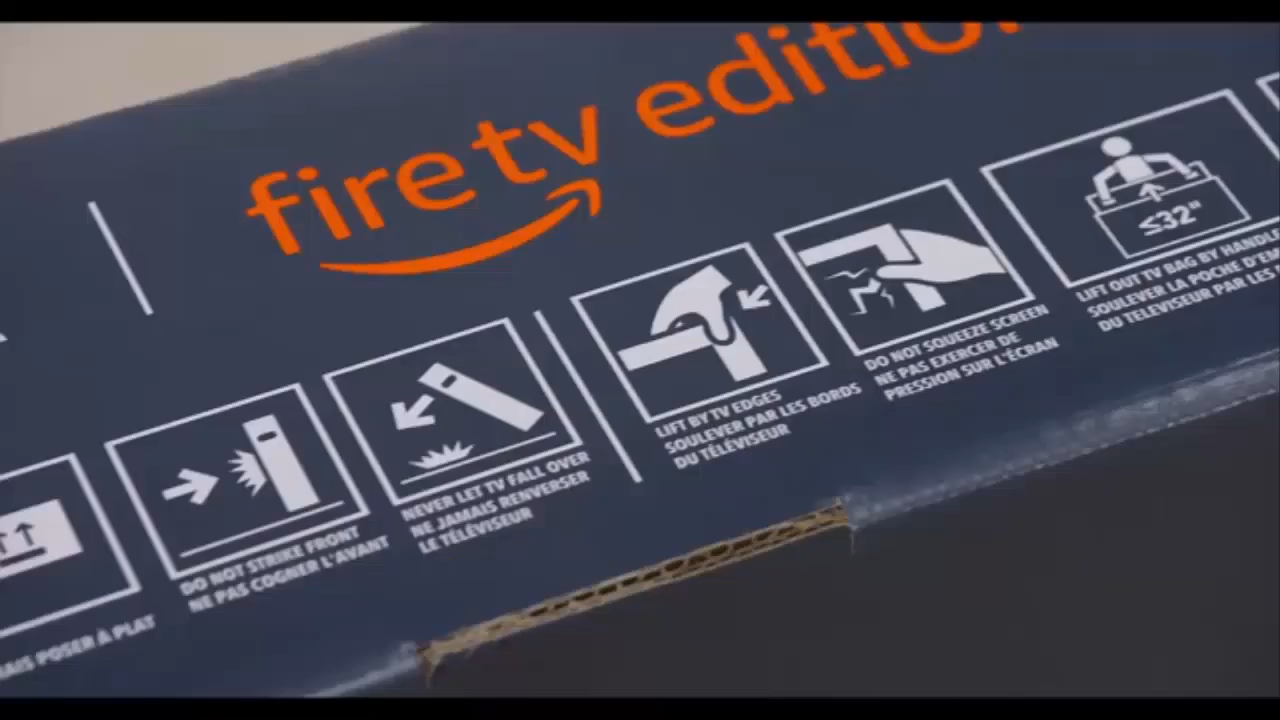 fire tv edition
JAMAIS POSER À PLAT
DO NOT STRIKE FRONT
NE PAS COGNER L'AVANT
NEVER LET TV FALL OVER
NE JAMAIS RENVERSER
LE TÉLÉVISEUR
LIFT BY TV EDGES
SOULEVER PAR LES BORDS
DU TÉLÉVISEUR
DO NOT SQUEEZE SCREEN
NE PAS EXERCER DE
PRESSION SUR L'ÉCRAN
≤32"
LIFT OUT TV BAG BY HANDLE
SOULEVER LA POCHE D'EM
DU TELEVISEUR PAR LES